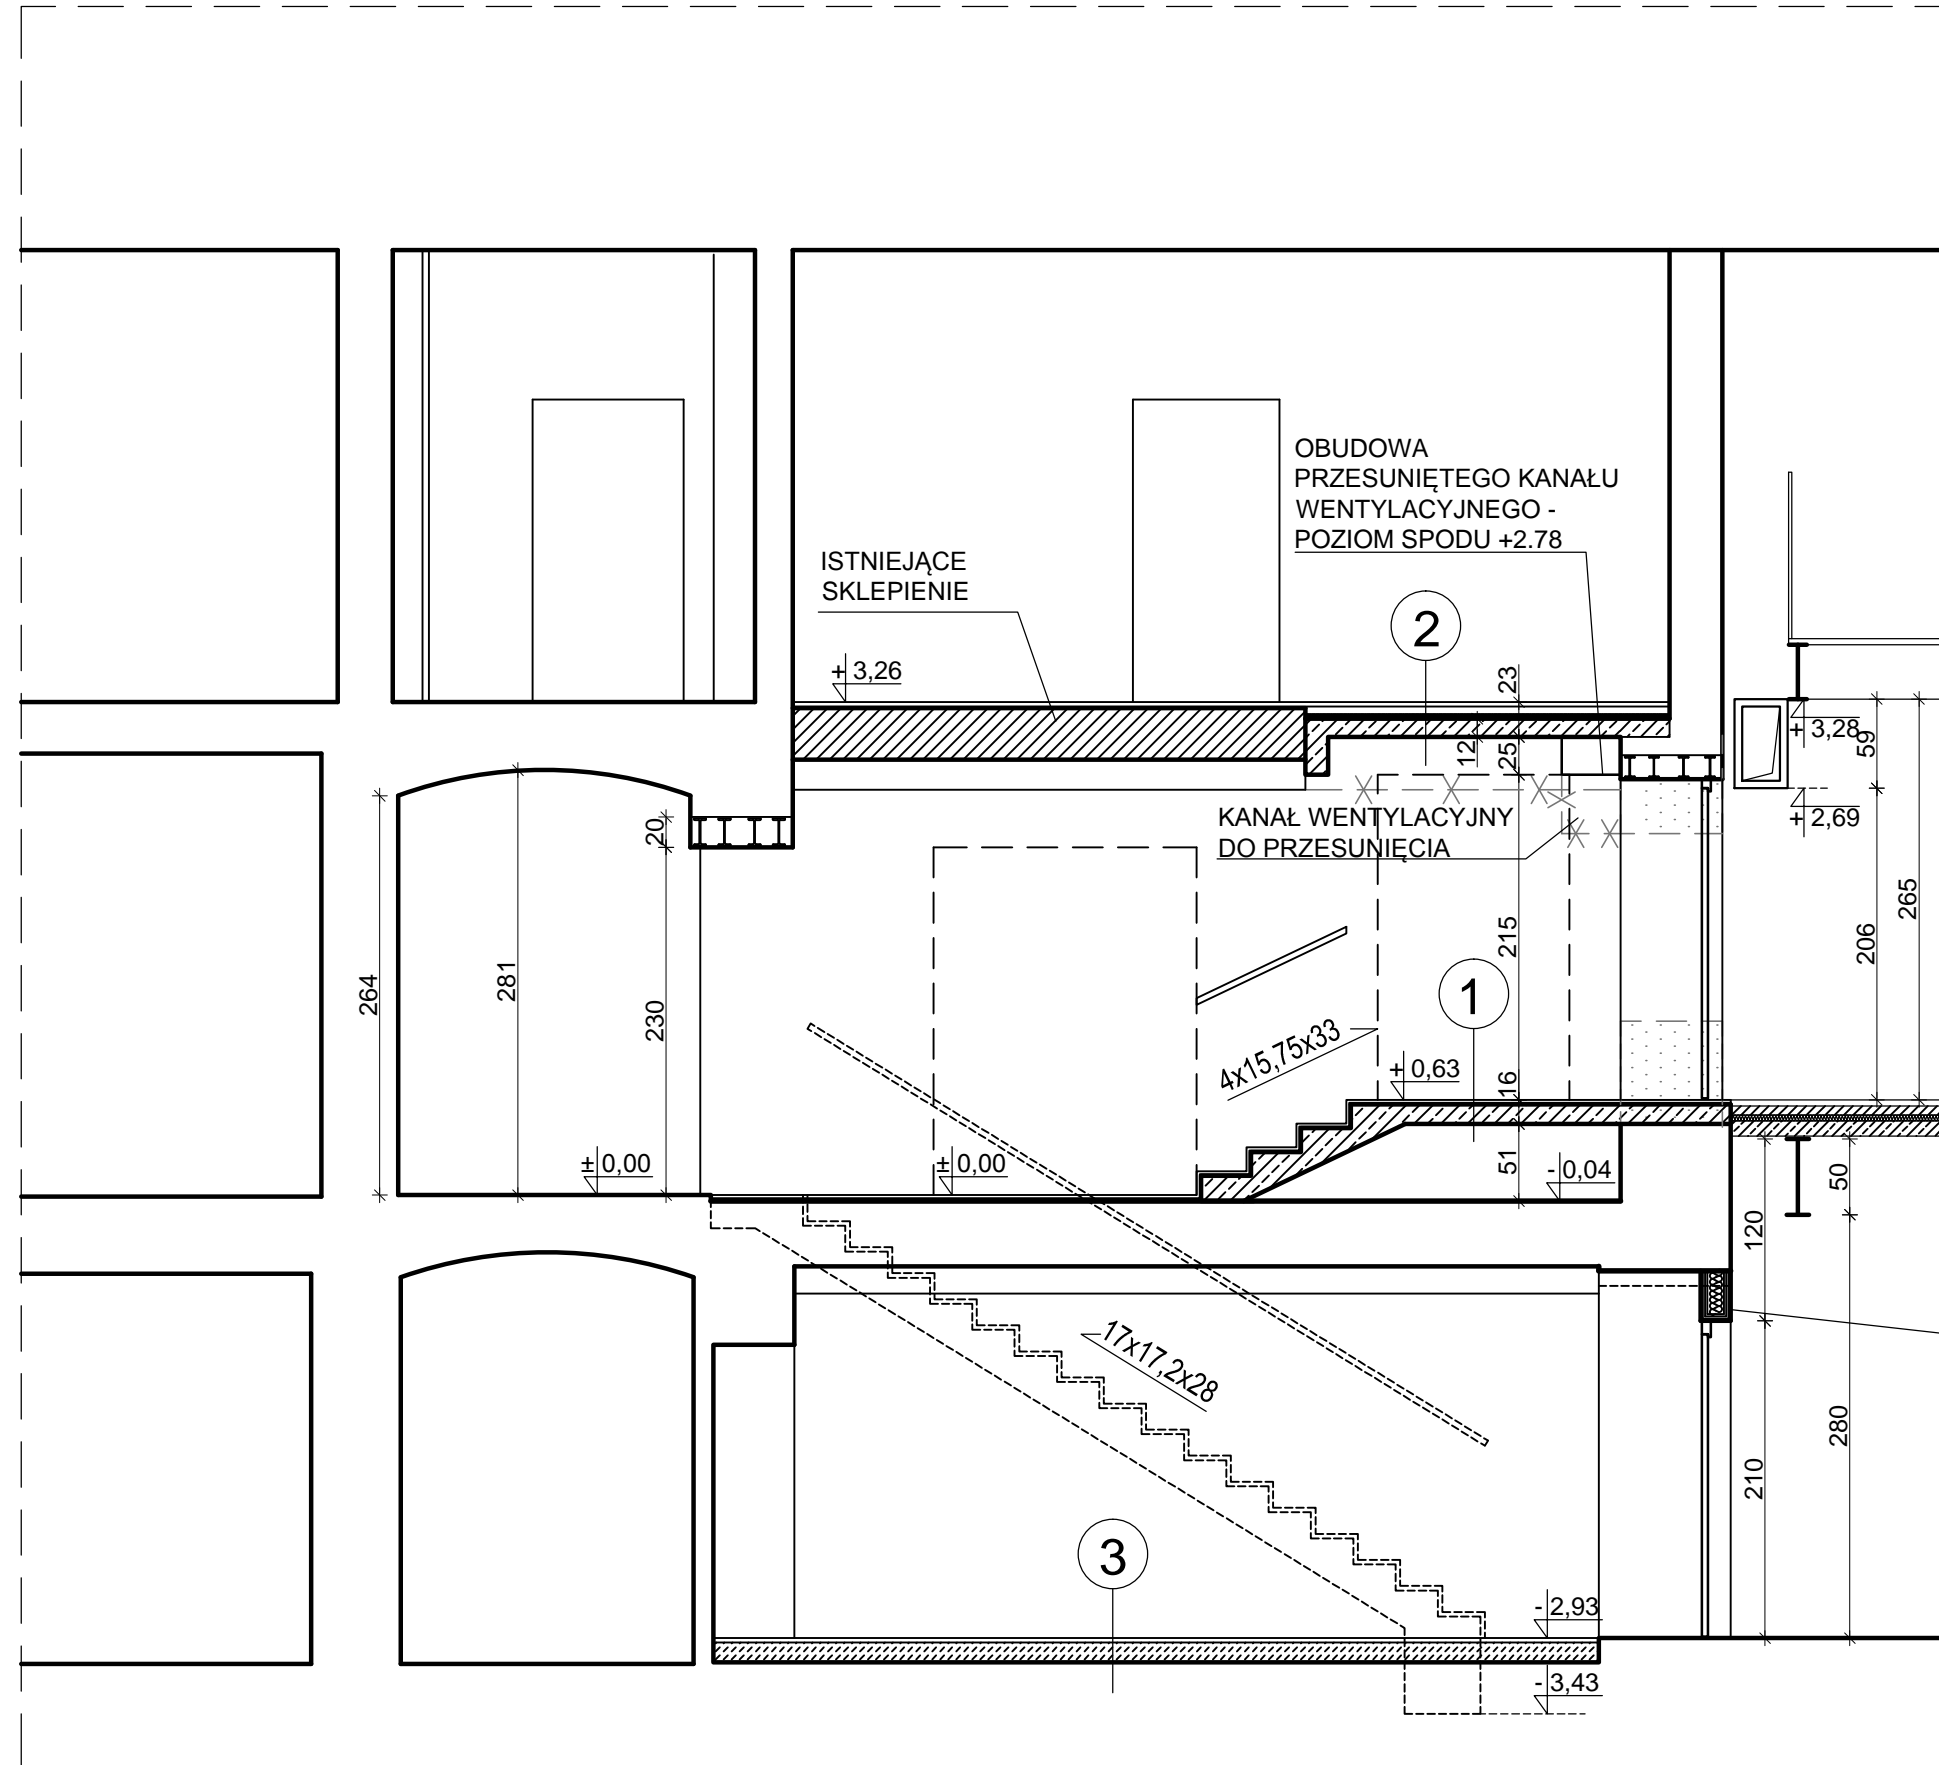 OBUDOWA
PRZESUNIĘTEGO KANAŁU
WENTYLACYJNEGO -
POZIOM SPODU +2.78
ISTNIEJĄCE
SKLEPIENIE
2
+ 3,26
23
12
25
+ 3,28
59
KANAŁ WENTYLACYJNY
DO PRZESUNIĘCIA
+ 2,69
20
264
281
230
215
206
265
1
4x15,75x33
+ 0,63
16
± 0,00
± 0,00
51
- 0,04
50
120
17x17,2x28
280
210
3
- 2,93
- 3,43